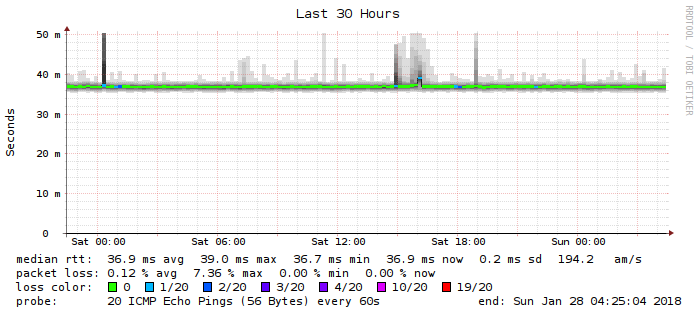 Last 30 Hours
RRDTOOL / TOBI OETIKER
Seconds
50 m
40 m
30 m
20 m
10 m
0
Sat 00:00 Sat 06:00 Sat 12:00 Sat 18:00 Sun 00:00
median rtt: 36.9 ms avg 39.0 ms max 36.7 ms min 36.9 ms now 0.2 ms sd 194.2 am/s
packet loss: 0.12 % avg 7.36 % max 0.00 % min 0.00 % now
loss color: 0 1/20 2/20 3/20 4/20 10/20 19/20
probe: 20 ICMP Echo Pings (56 Bytes) every 60s end: Sun Jan 28 04:25:04 2018